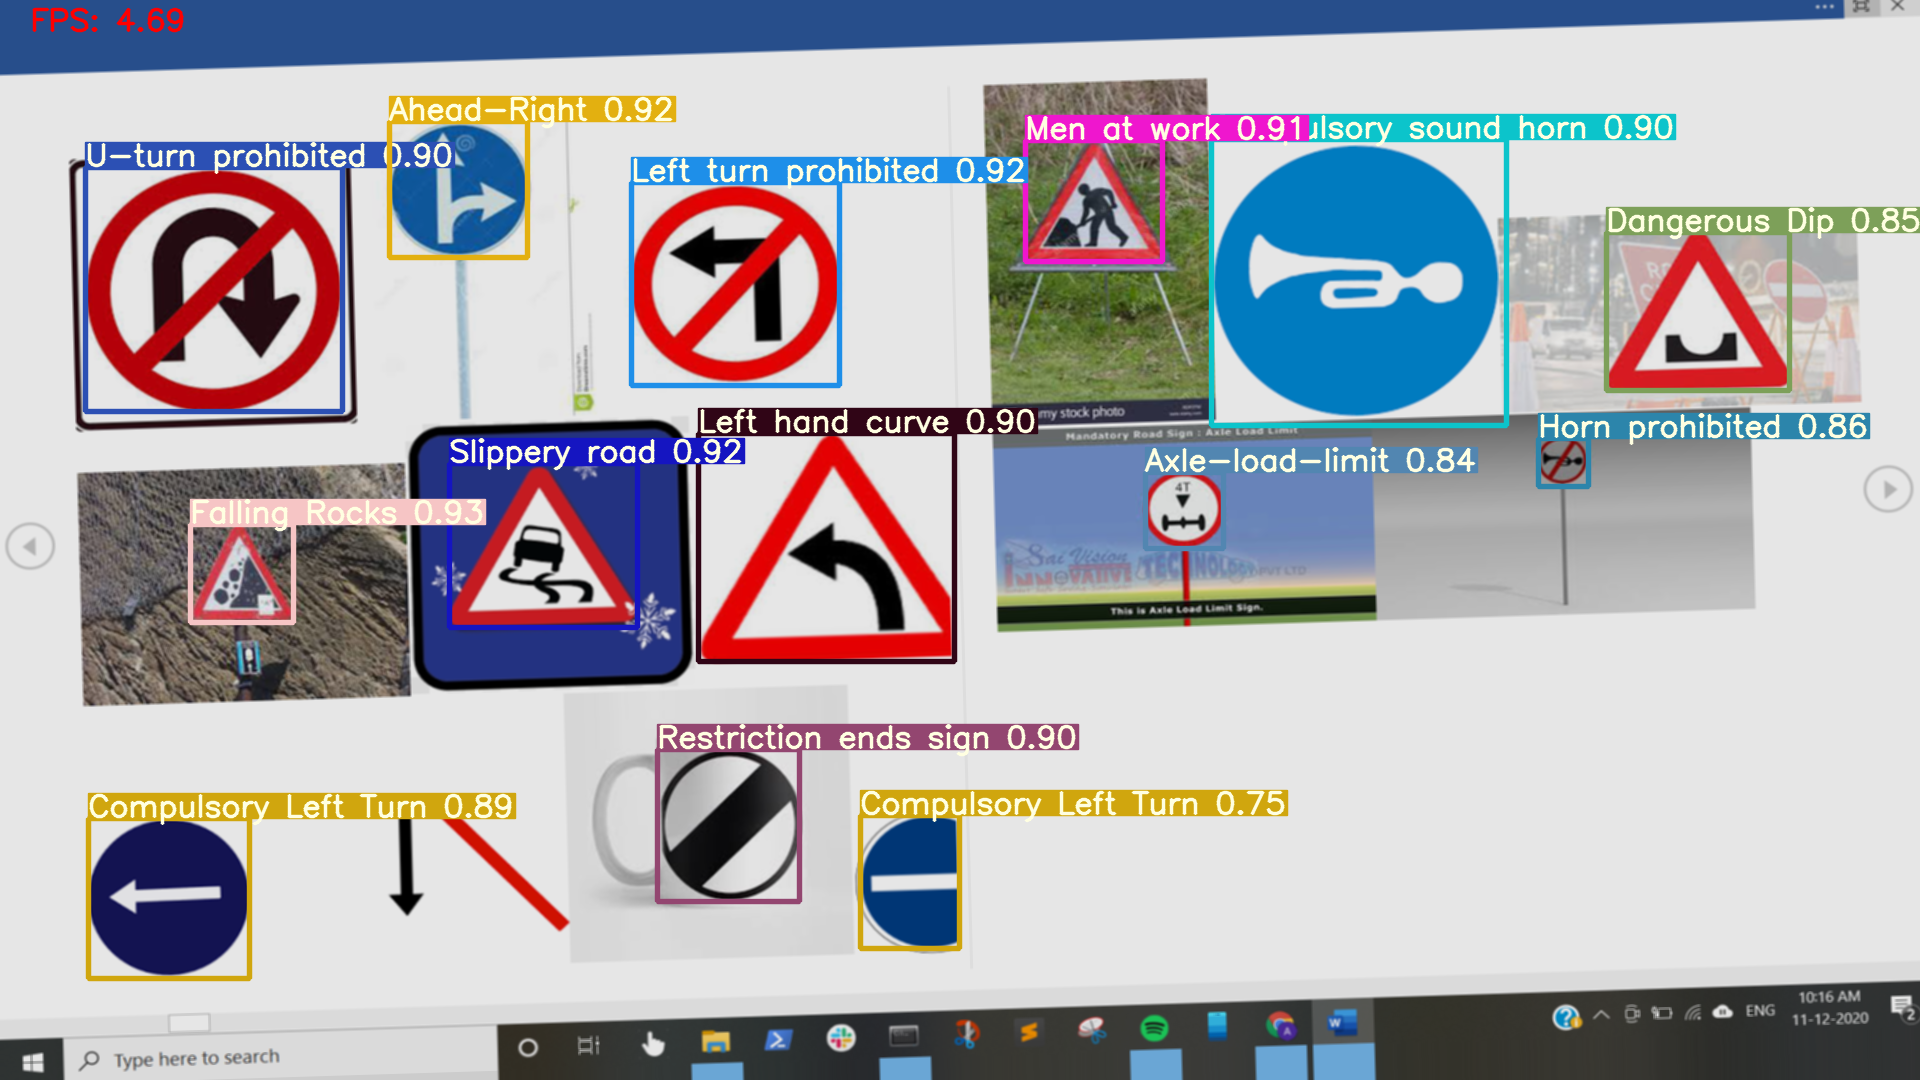 FPS: 4.69
Ahead-Right 0.92
U-turn prohibited 0.90
Left turn prohibited 0.92
Men at work 0.91
ulsory sound horn 0.90
Dangerous Dip 0.85
my stock photo
Mandatory Road Sign : Axle Load Limit
Left hand curve 0.90
Horn prohibited 0.86
Slippery road 0.92
Axle-load-limit 0.84
4T
Falling Rocks 0.93
Sai Vision
INNOVATIVE TECHNOLOGY PVT LTD
This is Axle Load Limit Sign.
Restriction ends sign 0.90
Compulsory Left Turn 0.89
Compulsory Left Turn 0.75
Type here to search
ENG
10:16 AM
11-12-2020
2